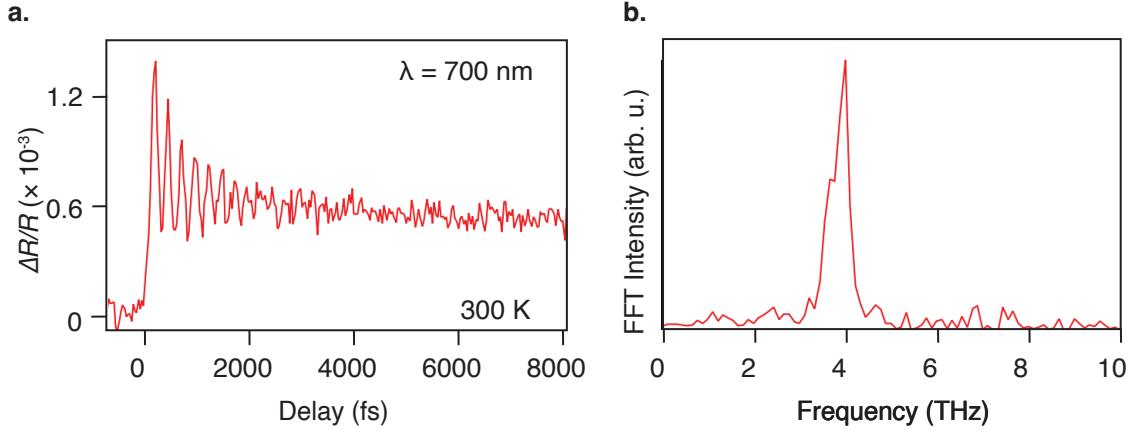 a.
λ = 700 nm
1.2
0.6
0
ΔR/R (× 10⁻³)
300 K
0 2000 4000 6000 8000
Delay (fs)
b.
FFT Intensity (arb. u.)
0 2 4 6 8 10
Frequency (THz)